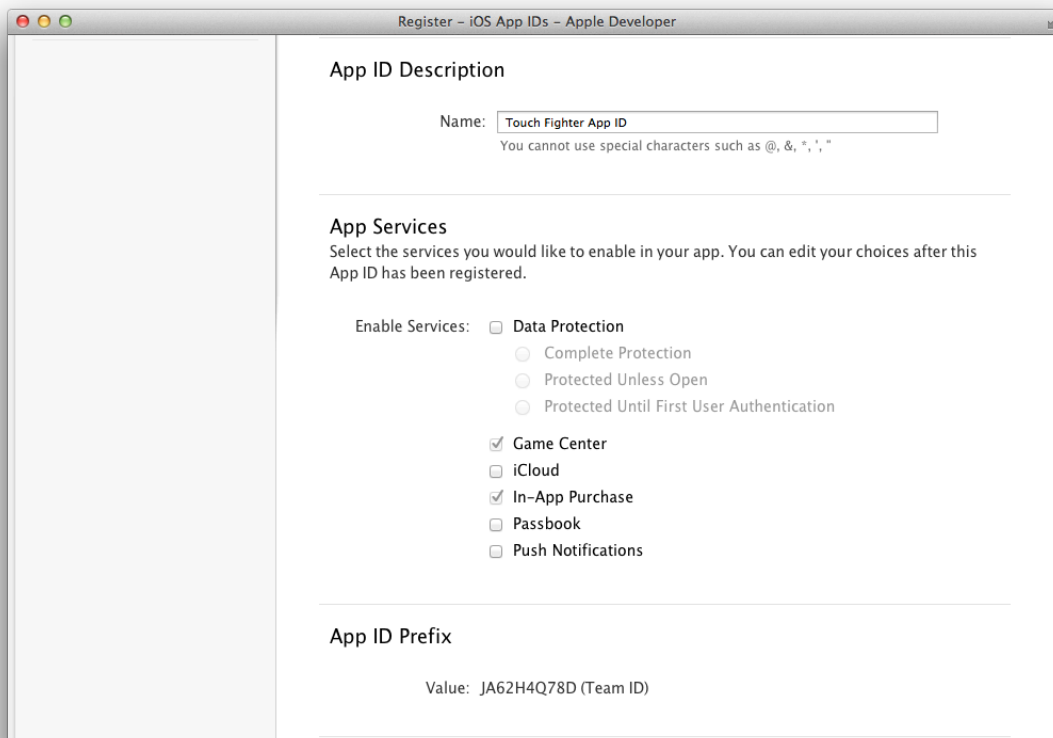 Register – iOS App IDs – Apple Developer
App ID Description
Name: Touch Fighter App ID
You cannot use special characters such as @, &, *, ', "
App Services
Select the services you would like to enable in your app. You can edit your choices after this
App ID has been registered.
Enable Services: Data Protection
Complete Protection
Protected Unless Open
Protected Until First User Authentication
Game Center
iCloud
In–App Purchase
Passbook
Push Notifications
App ID Prefix
Value: JA62H4Q78D (Team ID)